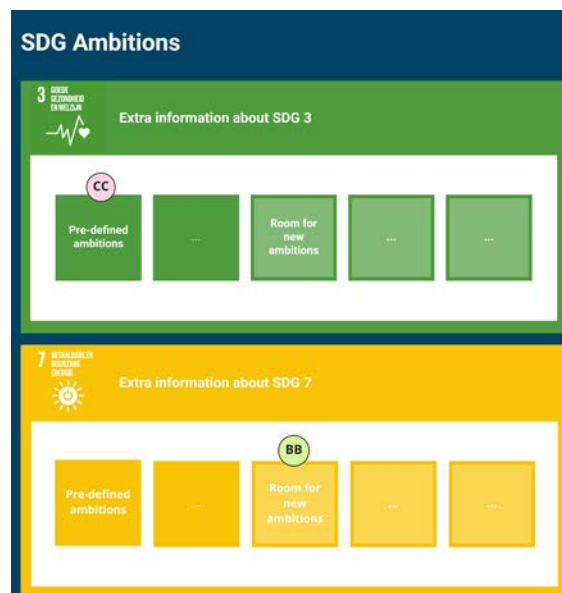 SDG Ambitions
3 GOEDE
GEZONDHEID
EN WELZIJN
Extra information about SDG 3
CC
Pre-defined
ambitions
...
Room for
new
ambitions
...
...
7 BETAALBARE EN
DUURZAME
ENERGIE
Extra information about SDG 7
BB
Pre-defined
ambitions
...
Room for
new
ambitions
...
...